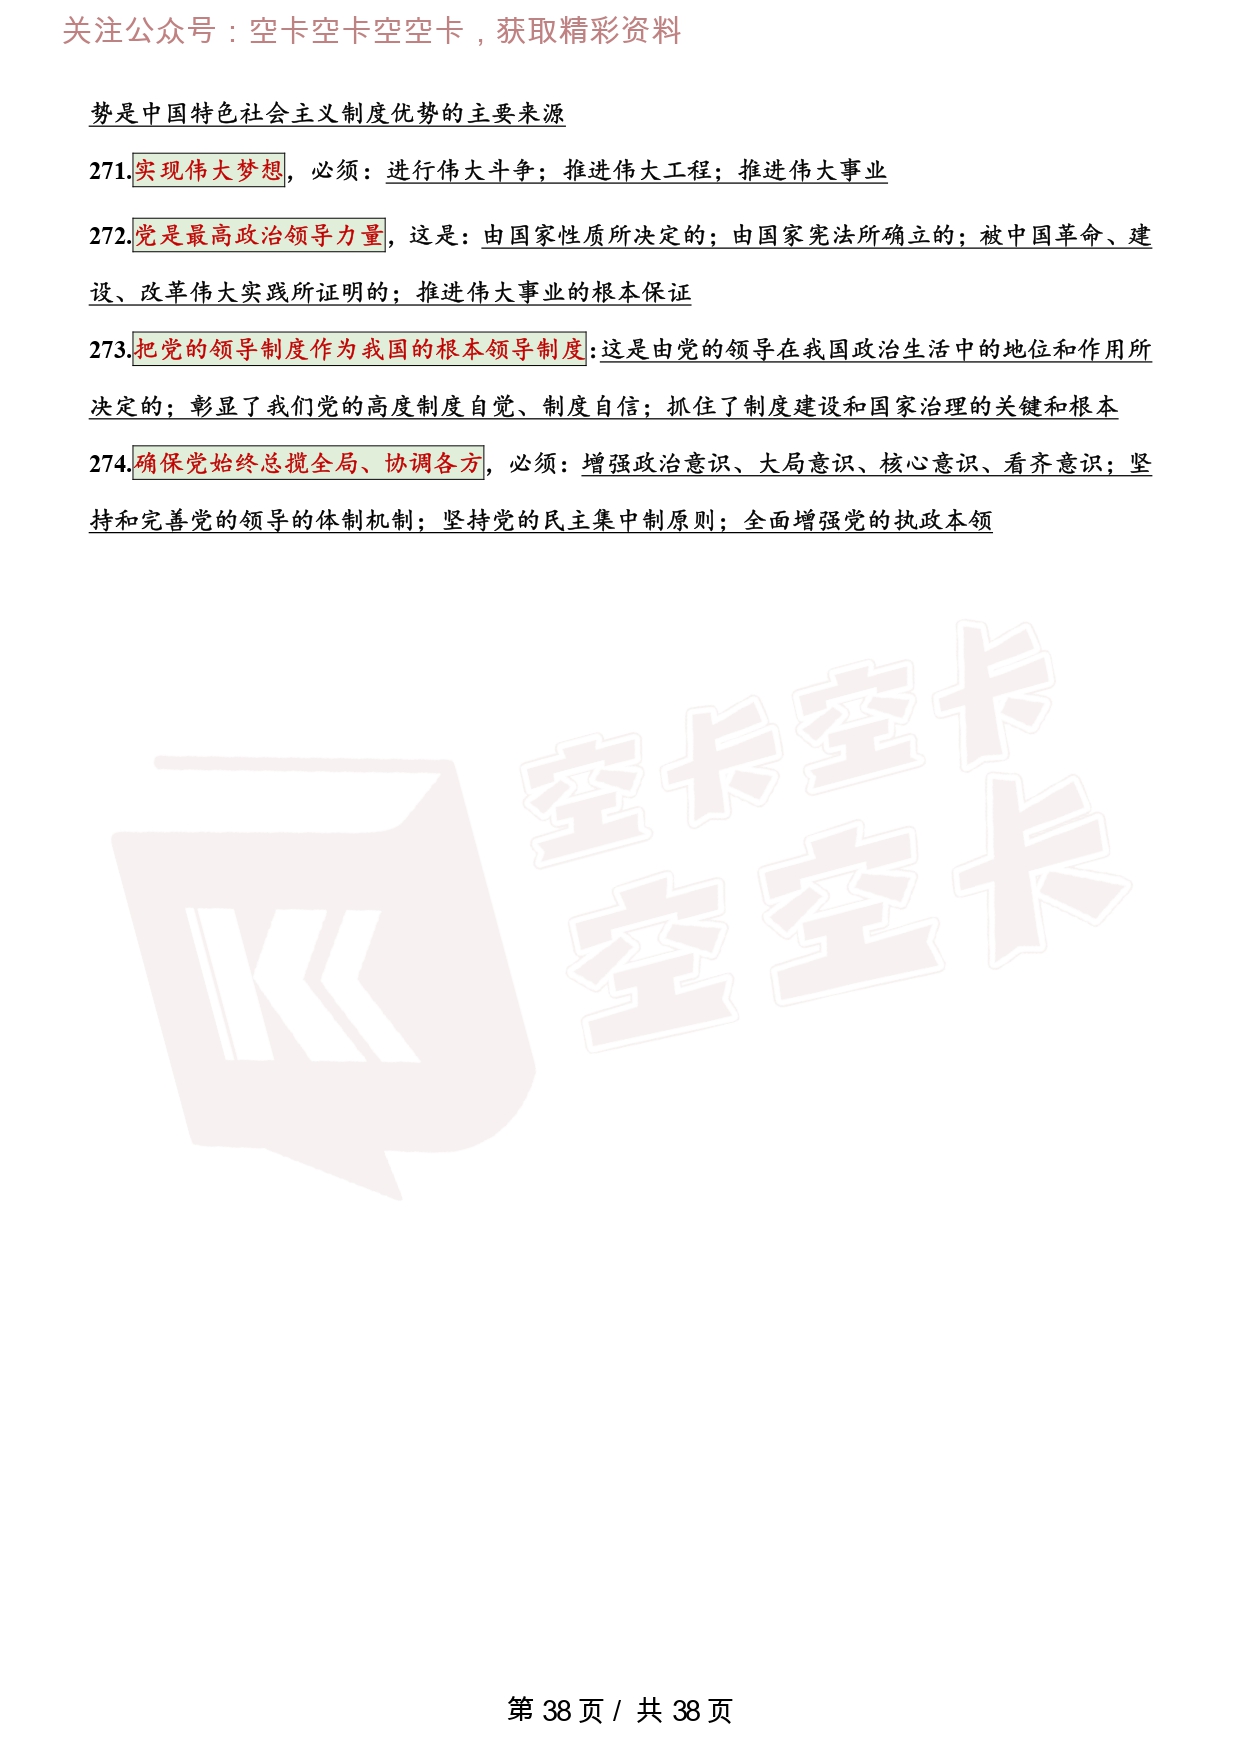 关注公众号：空卡空卡空空卡，获取精彩资料
势是中国特色社会主义制度优势的主要来源
271.实现伟大梦想，必须：进行伟大斗争；推进伟大工程；推进伟大事业
272.党是最高政治领导力量，这是：由国家性质所决定的；由国家宪法所确立的；被中国革命、建
设、改革伟大实践所证明的；推进伟大事业的根本保证
273.把党的领导制度作为我国的根本领导制度：这是由党的领导在我国政治生活中的地位和作用所
决定的；彰显了我们党的高度制度自觉、制度自信；抓住了制度建设和国家治理的关键和根本
274.确保党始终总揽全局、协调各方，必须：增强政治意识、大局意识、核心意识、看齐意识；坚
持和完善党的领导的体制机制；坚持党的民主集中制原则；全面增强党的执政本领
空卡空卡
空空卡
K
第 38 页 / 共 38 页